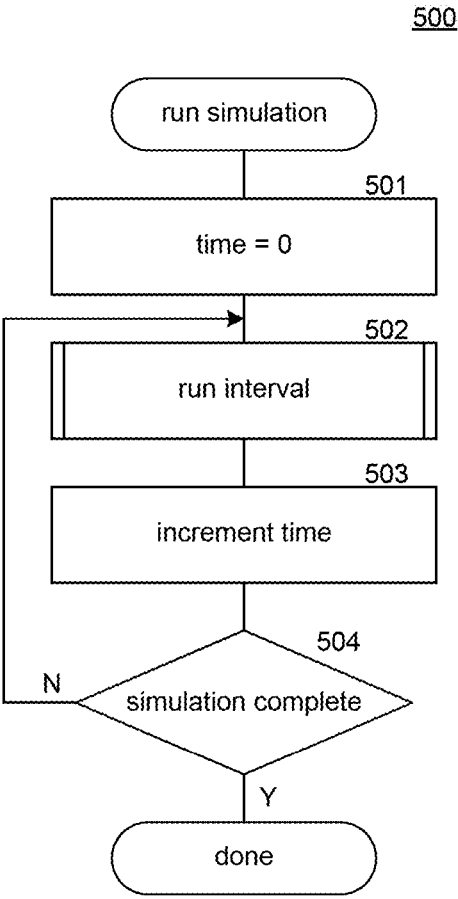 500
run simulation
501
time = 0
502
run interval
503
increment time
504
N
simulation complete
Y
done